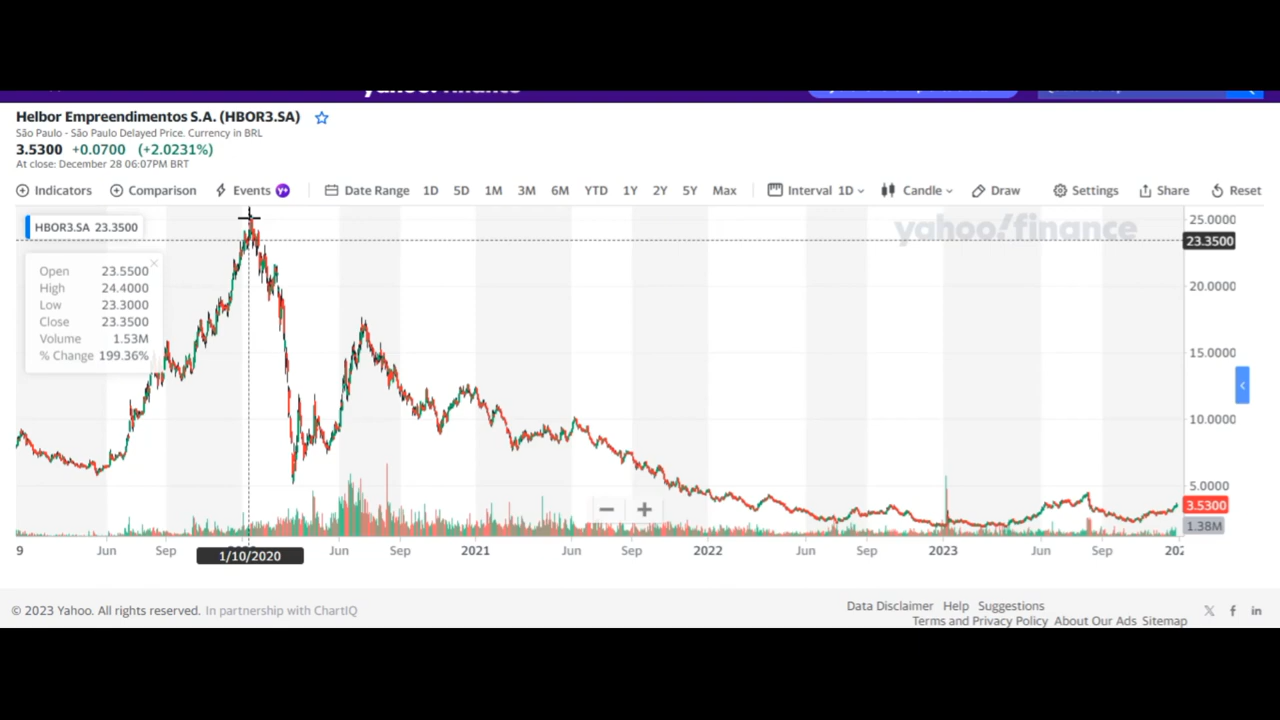 yahoo! finance
Helbor Empreendimentos S.A. (HBOR3.SA)
São Paulo - São Paulo Delayed Price. Currency in BRL
3.5300 +0.0700 (+2.0231%)
At close: December 28 06:07PM BRT
Indicators Comparison Events Y+ Date Range 1D 5D 1M 3M 6M YTD 1Y 2Y 5Y Max Interval 1D Candle Draw Settings Share Reset
HBOR3.SA 23.3500
yahoo!finance
Open 23.5500
High 24.4000
Low 23.3000
Close 23.3500
Volume 1.53M
% Change 199.36%
25.0000
23.3500
20.0000
15.0000
10.0000
5.0000
3.5300
1.38M
9 Jun Sep Jun Sep 2021 Jun Sep 2022 Jun Sep 2023 Jun Sep 202
1/10/2020
© 2023 Yahoo. All rights reserved. In partnership with ChartIQ
Data Disclaimer Help Suggestions
Terms and Privacy Policy About Our Ads Sitemap